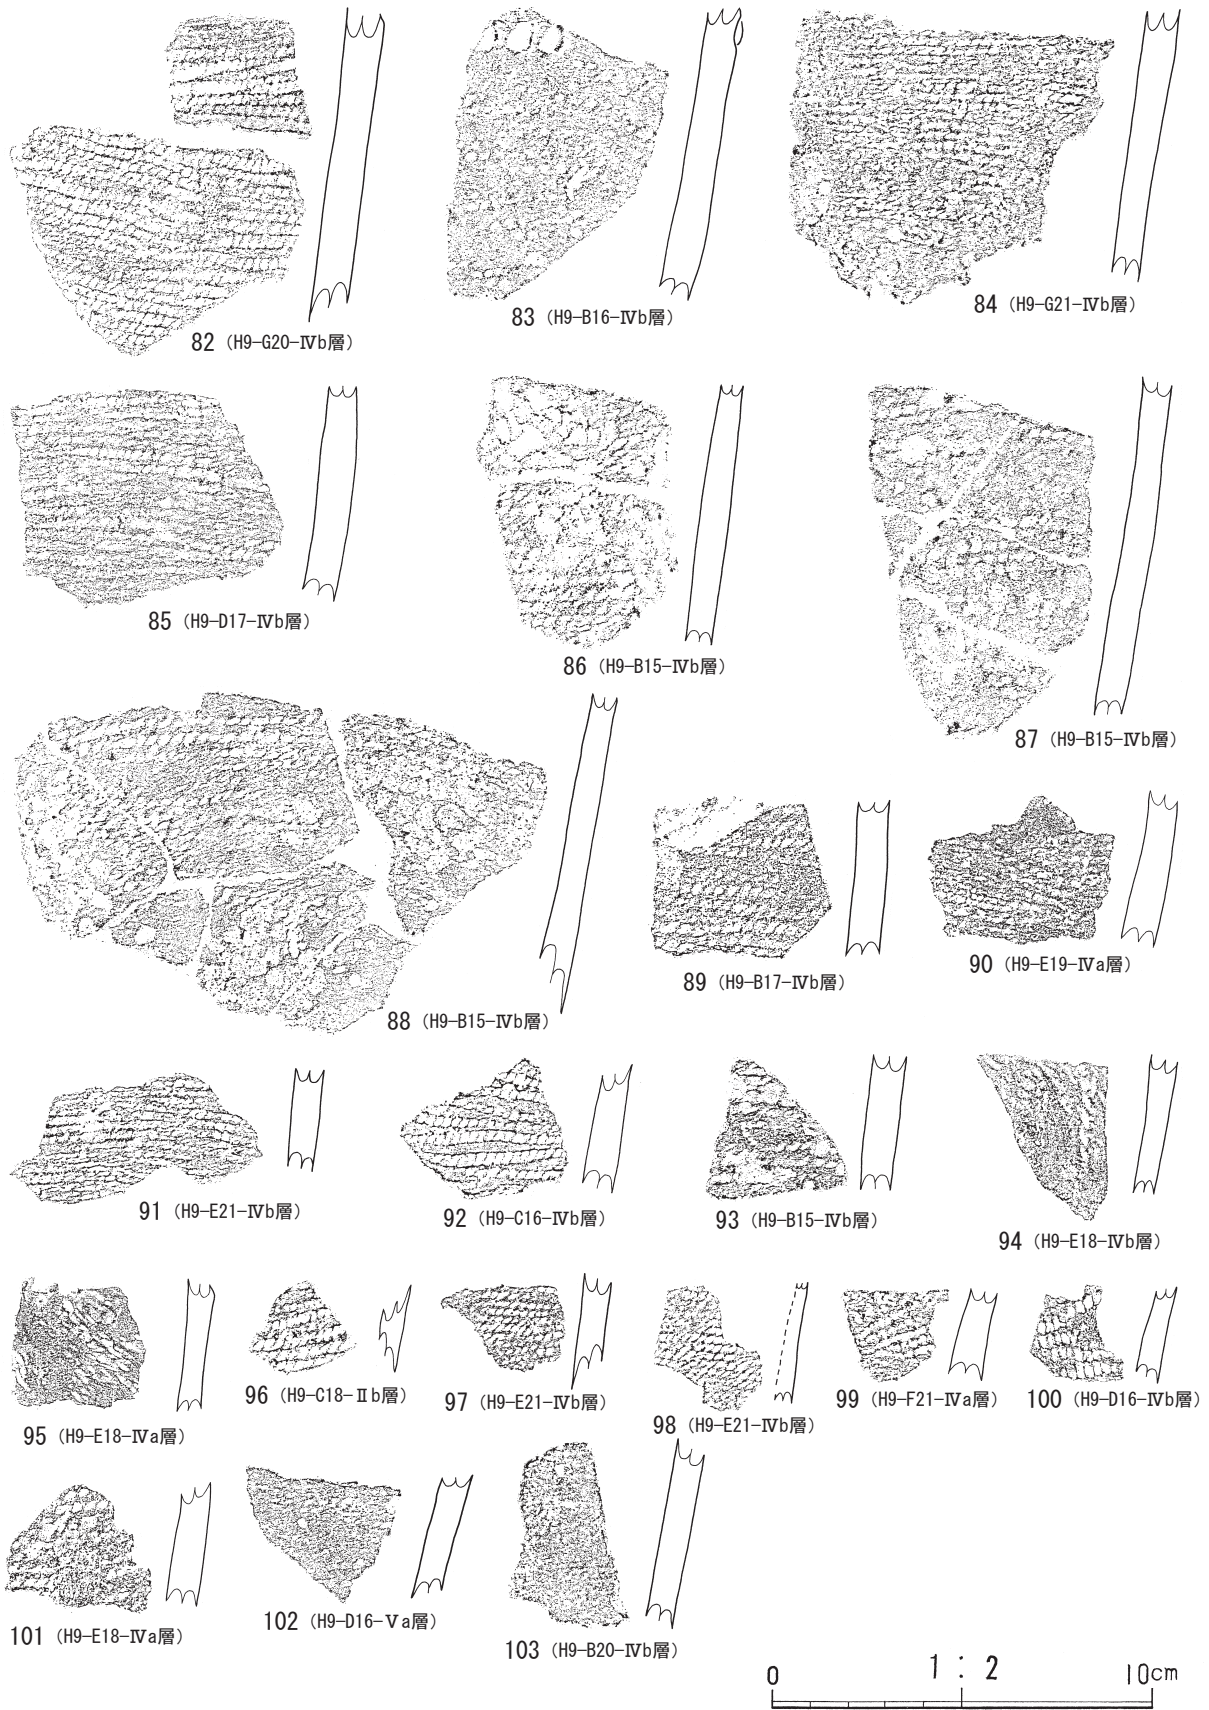 82 (H9-G20-Ⅳb層)
83 (H9-B16-Ⅳb層)
84 (H9-G21-Ⅳb層)
85 (H9-D17-Ⅳb層)
86 (H9-B15-Ⅳb層)
87 (H9-B15-Ⅳb層)
88 (H9-B15-Ⅳb層)
89 (H9-B17-Ⅳb層)
90 (H9-E19-Ⅳa層)
91 (H9-E21-Ⅳb層)
92 (H9-C16-Ⅳb層)
93 (H9-B15-Ⅳb層)
94 (H9-E18-Ⅳb層)
95 (H9-E18-Ⅳa層)
96 (H9-C18-Ⅱb層)
97 (H9-E21-Ⅳb層)
98 (H9-E21-Ⅳb層)
99 (H9-F21-Ⅳa層)
100 (H9-D16-Ⅳb層)
101 (H9-E18-Ⅳa層)
102 (H9-D16-Ⅴa層)
103 (H9-B20-Ⅳb層)
0 1:2 10cm